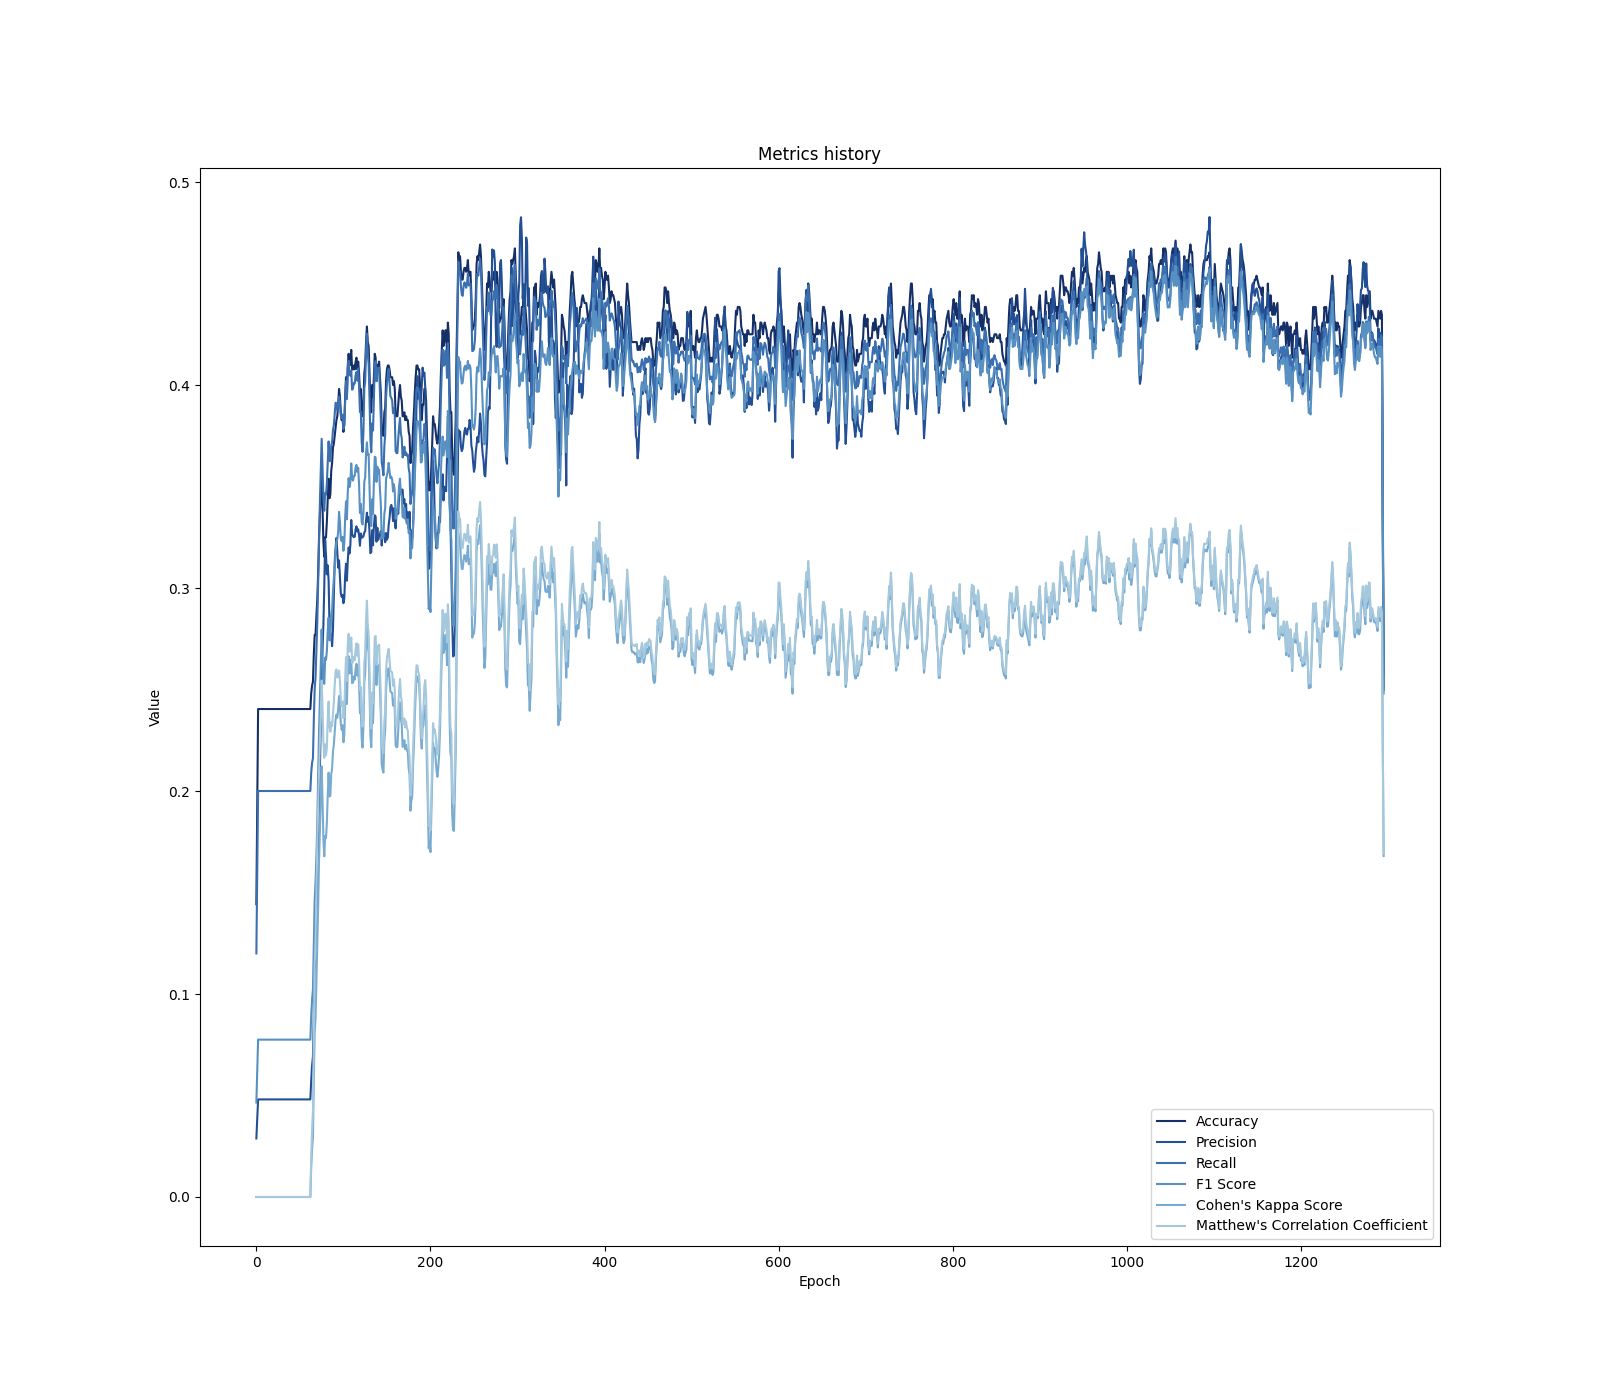 Metrics history
0.5
0.4
0.3
0.2
0.1
0.0
Value
0
200
400
600
800
1000
1200
Epoch
Accuracy
Precision
Recall
F1 Score
Cohen's Kappa Score
Matthew's Correlation Coefficient